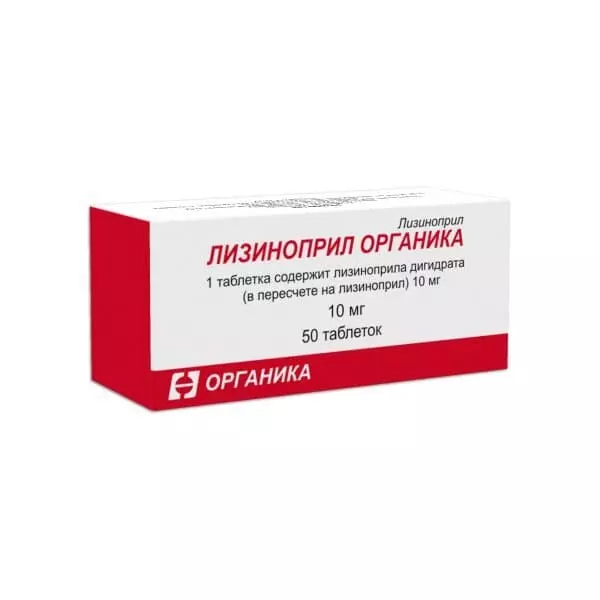 Лизиноприл
ЛИЗИНОПРИЛ ОРГАНИКА
1 таблетка содержит лизиноприла дигидрата
(в пересчете на лизиноприл) 10 мг
10 мг
50 таблеток
ОРГАНИКА